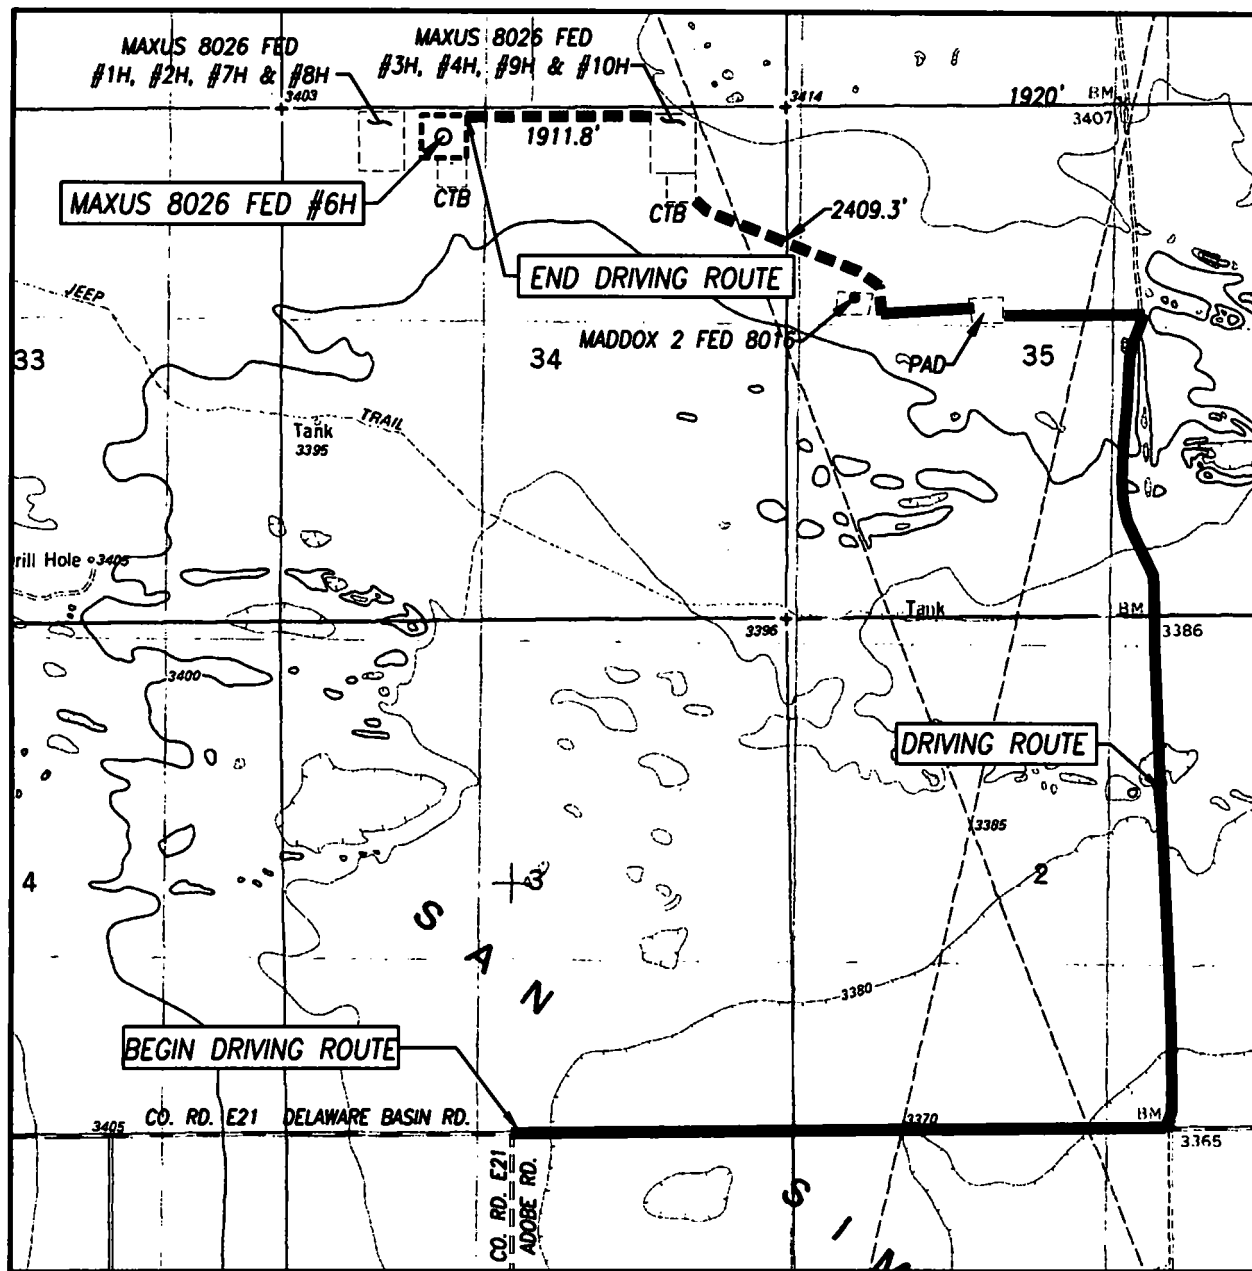 MAXUS 8026 FED
#1H, #2H, #7H & #8H
MAXUS 8026 FED
#3H, #4H, #9H & #10H
3403
3414
1920'
BM
3407
1911.8'
MAXUS 8026 FED #6H
CTB
CTB
2409.3'
END DRIVING ROUTE
JEEP
MADDOX 2 FED 8016
PAD
33
34
35
TRAIL
Tank
3395
rill Hole
3405
Tank
BM
3396
3386
3400
DRIVING ROUTE
3385
4
3
2
SAN
3380
BEGIN DRIVING ROUTE
CO. RD. E21 DELAWARE BASIN RD.
3405
3370
BM
3365
CO. RD. E21
ADOBE RD.
SIM